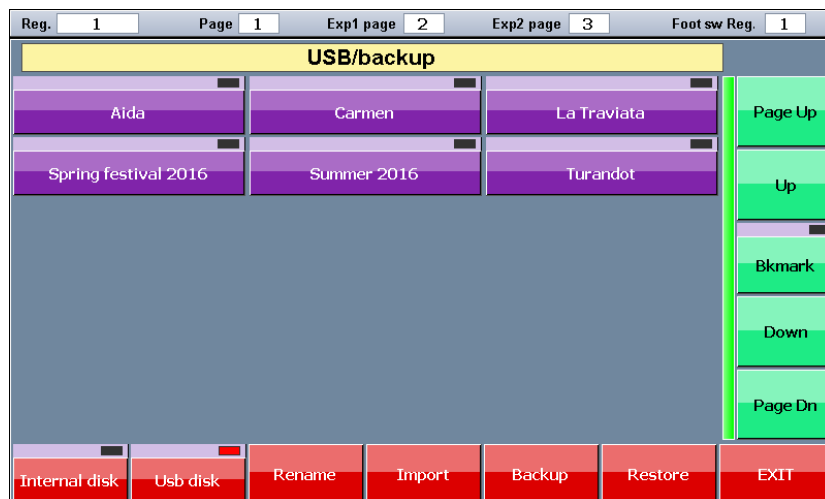 Reg. 1 Page 1 Exp1 page 2 Exp2 page 3 Foot sw Reg. 1
USB/backup
Aida Carmen La Traviata
Page Up
Spring festival 2016 Summer 2016 Turandot
Up
Bkmark
Down
Page Dn
Internal disk Usb disk Rename Import Backup Restore EXIT